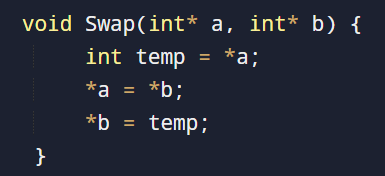 void Swap(int* a, int* b) {
    int temp = *a;
    *a = *b;
    *b = temp;
}